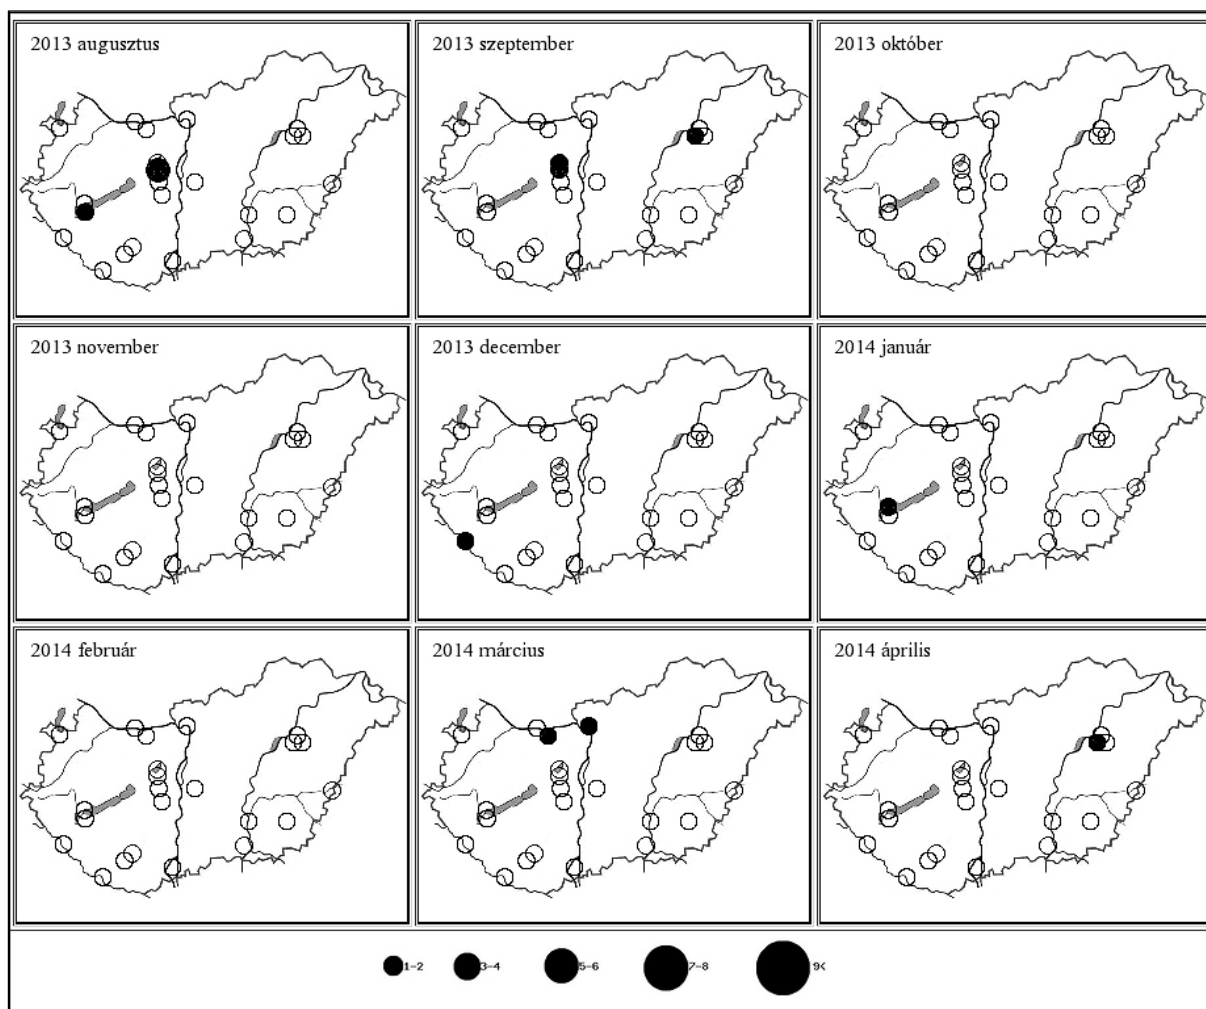 2013 augusztus
2013 szeptember
2013 október
2013 november
2013 december
2014 január
2014 február
2014 március
2014 április
1-2 3-4 5-6 7-8 9<